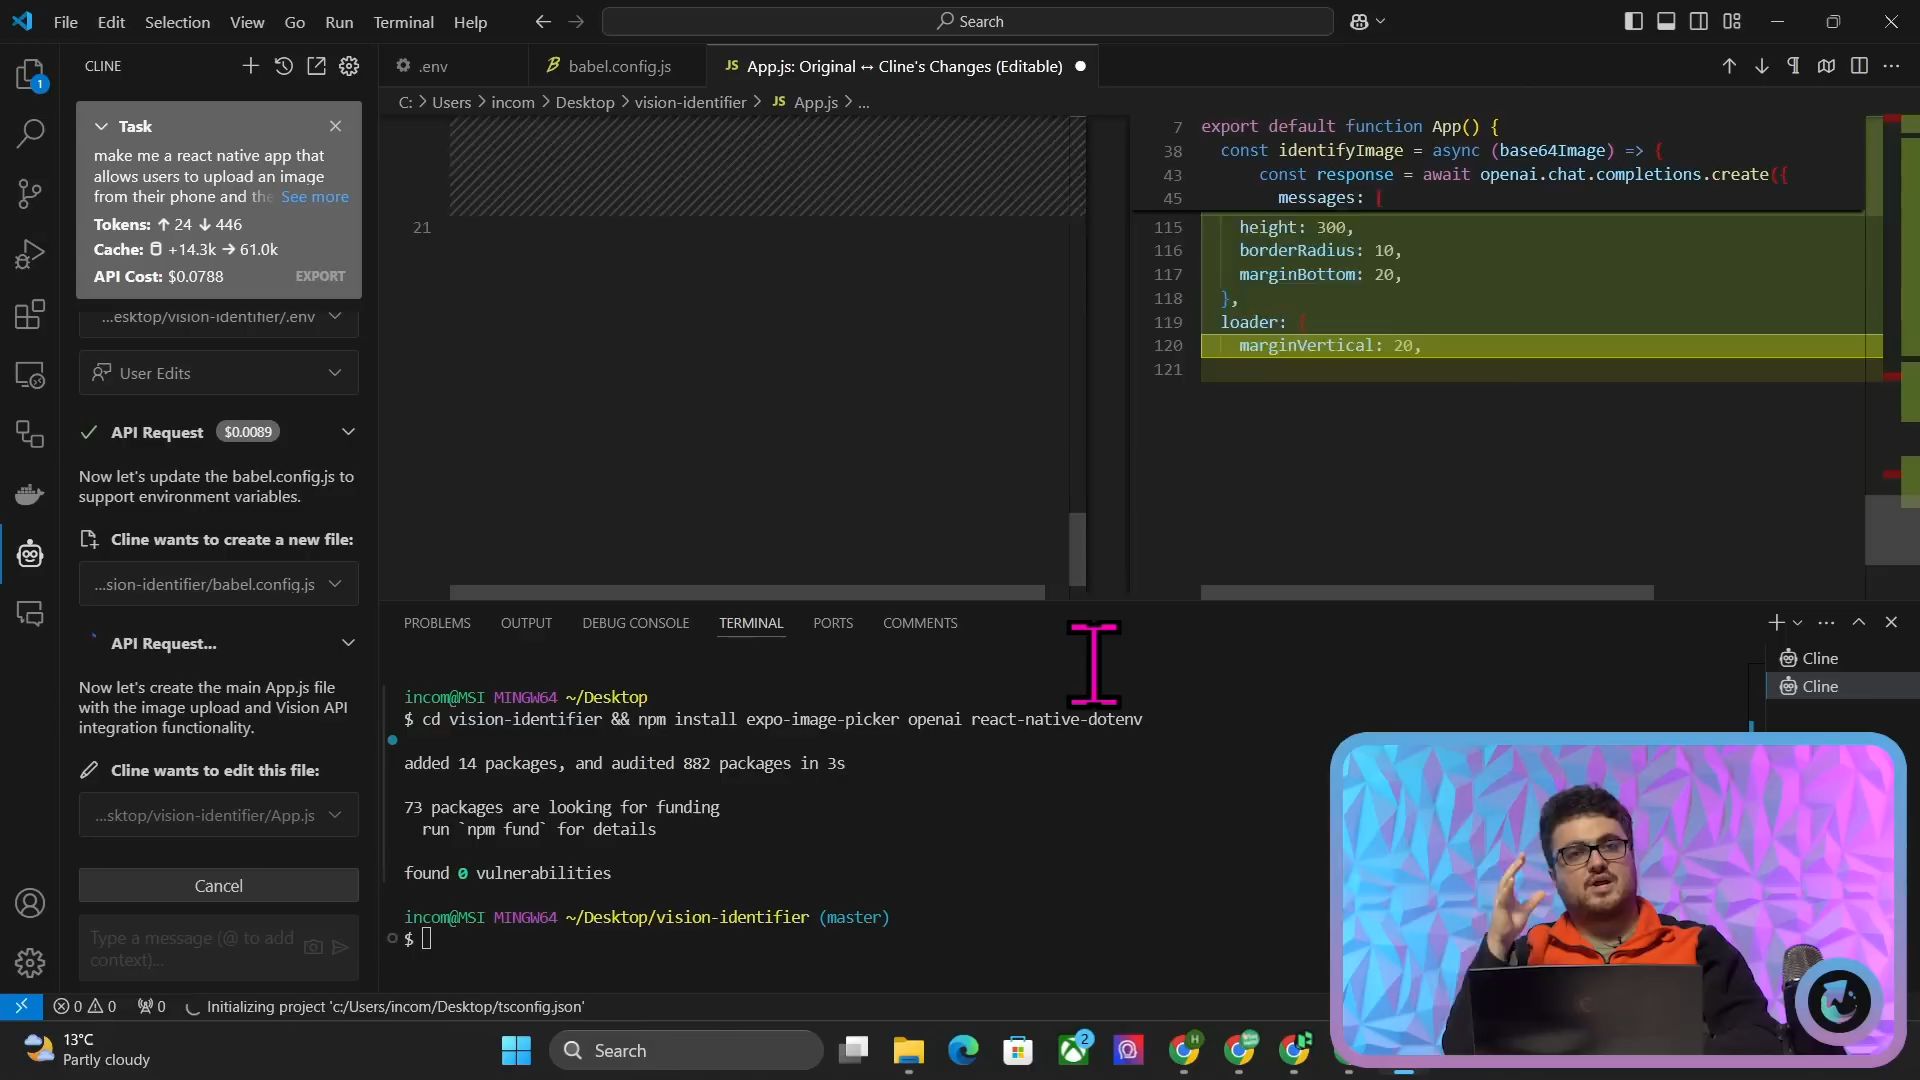 File Edit Selection View Go Run Terminal Help
Search
CLINE
1
Task
make me a react native app that
allows users to upload an image
from their phone and the See more
Tokens: ↑ 24 ↓ 446
Cache: +14.3k → 61.0k
API Cost: $0.0788 EXPORT
...esktop/vision-identifier/.env
User Edits
API Request $0.0089
Now let's update the babel.config.js to
support environment variables.
Cline wants to create a new file:
...sion-identifier/babel.config.js
API Request...
Now let's create the main App.js file
with the image upload and Vision API
integration functionality.
Cline wants to edit this file:
...sktop/vision-identifier/App.js
Cancel
Type a message (@ to add
context)...
.env
babel.config.js
JS App.js: Original ↔ Cline's Changes (Editable)
C: > Users > incom > Desktop > vision-identifier > JS App.js > ...
21
7 export default function App() {
38 const identifyImage = async (base64Image) => {
43 const response = await openai.chat.completions.create({
45 messages: [
115 height: 300,
116 borderRadius: 10,
117 marginBottom: 20,
118 },
119 loader: {
120 marginVertical: 20,
121
PROBLEMS OUTPUT DEBUG CONSOLE TERMINAL PORTS COMMENTS
Cline
Cline
incom@MSI MINGW64 ~/Desktop
$ cd vision-identifier && npm install expo-image-picker openai react-native-dotenv
added 14 packages, and audited 882 packages in 3s
73 packages are looking for funding
run `npm fund` for details
found 0 vulnerabilities
incom@MSI MINGW64 ~/Desktop/vision-identifier (master)
$
0 0 0 Initializing project 'c:/Users/incom/Desktop/tsconfig.json'
13°C
Partly cloudy
Search
2
H